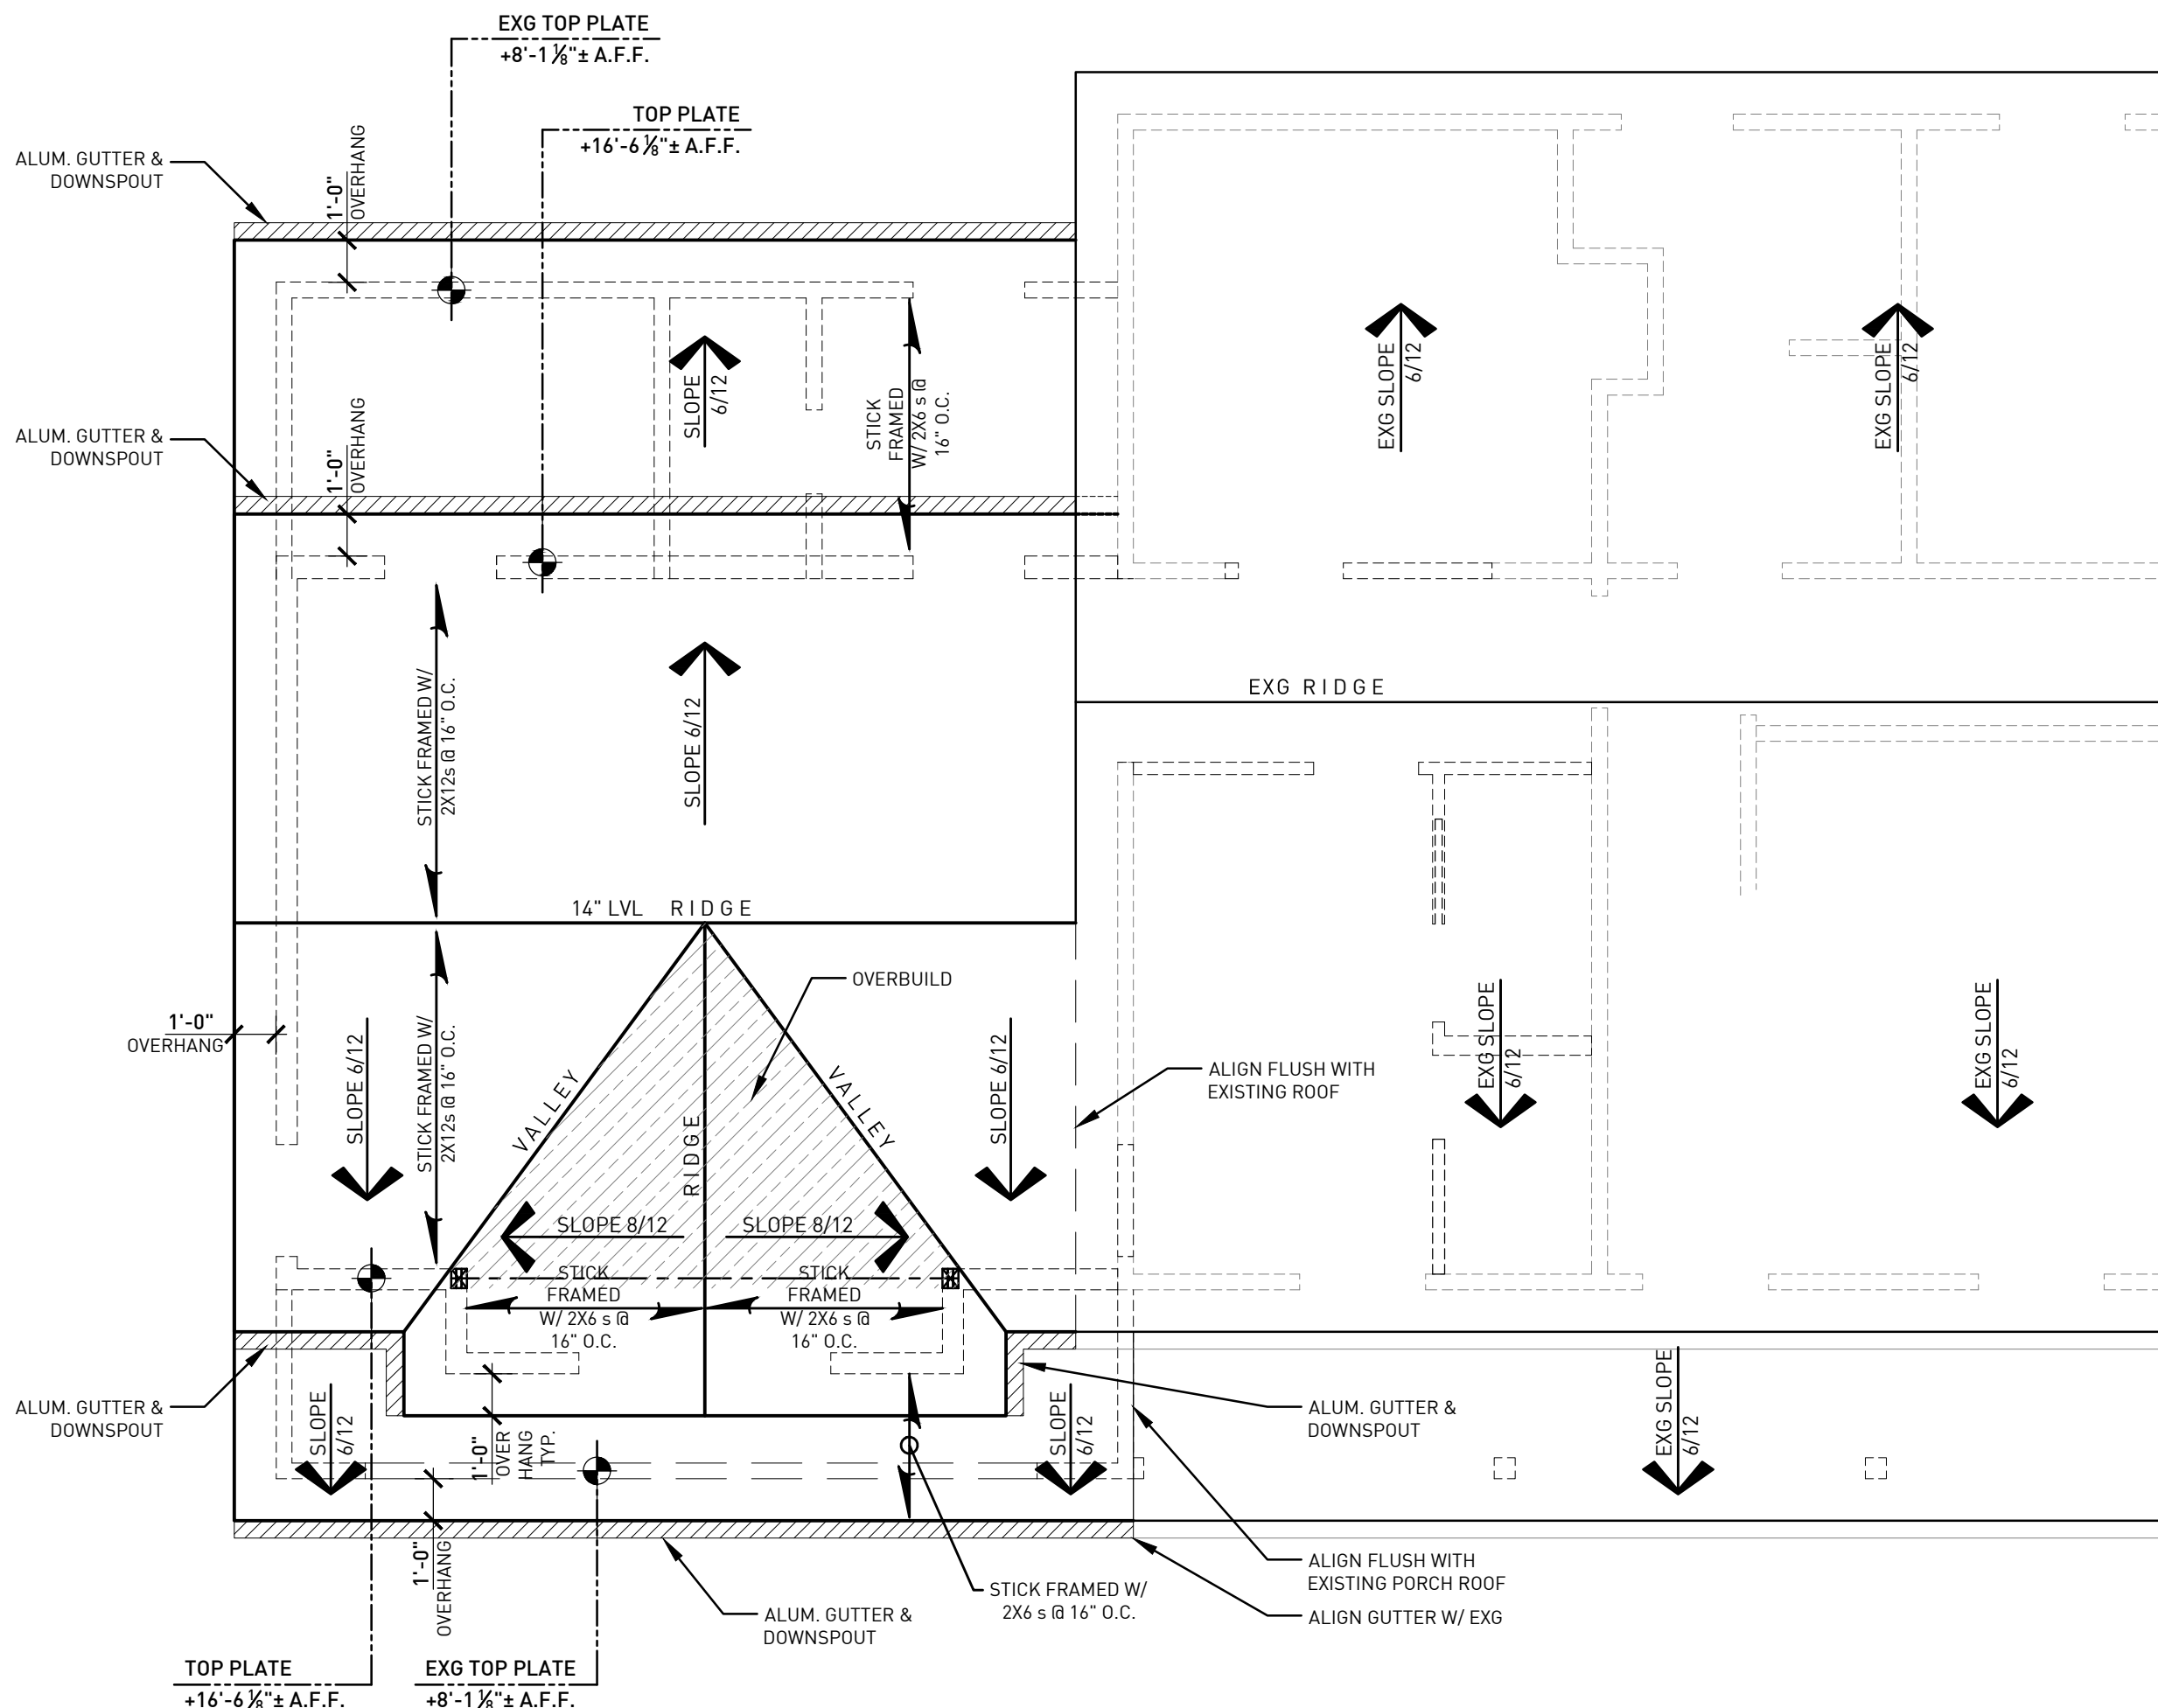 EXG TOP PLATE
+8'-1 ⅛"± A.F.F.
TOP PLATE
+16'-6 ⅛"± A.F.F.
ALUM. GUTTER &
DOWNSPOUT
1'-0"
OVERHANG
SLOPE
6/12
STICK
FRAMED
W/ 2X6 s @
16" O.C.
EXG SLOPE
6/12
EXG SLOPE
6/12
ALUM. GUTTER &
DOWNSPOUT
1'-0"
OVERHANG
STICK FRAMED W/
2X12s @ 16" O.C.
SLOPE 6/12
EXG RIDGE
14" LVL RIDGE
OVERBUILD
1'-0"
OVERHANG
SLOPE 6/12
STICK FRAMED W/
2X12s @ 16" O.C.
VALLEY
RIDGE
VALLEY
SLOPE 6/12
ALIGN FLUSH WITH
EXISTING ROOF
EXG SLOPE
6/12
EXG SLOPE
6/12
SLOPE 8/12
SLOPE 8/12
STICK
FRAMED
W/ 2X6 s @
16" O.C.
STICK
FRAMED
W/ 2X6 s @
16" O.C.
ALUM. GUTTER &
DOWNSPOUT
SLOPE
6/12
1'-0"
OVER
HANG
TYP.
SLOPE
6/12
ALUM. GUTTER &
DOWNSPOUT
EXG SLOPE
6/12
1'-0"
OVERHANG
ALUM. GUTTER &
DOWNSPOUT
STICK FRAMED W/
2X6 s @ 16" O.C.
ALIGN FLUSH WITH
EXISTING PORCH ROOF
ALIGN GUTTER W/ EXG
TOP PLATE
+16'-6 ⅛"± A.F.F.
EXG TOP PLATE
+8'-1 ⅛"± A.F.F.